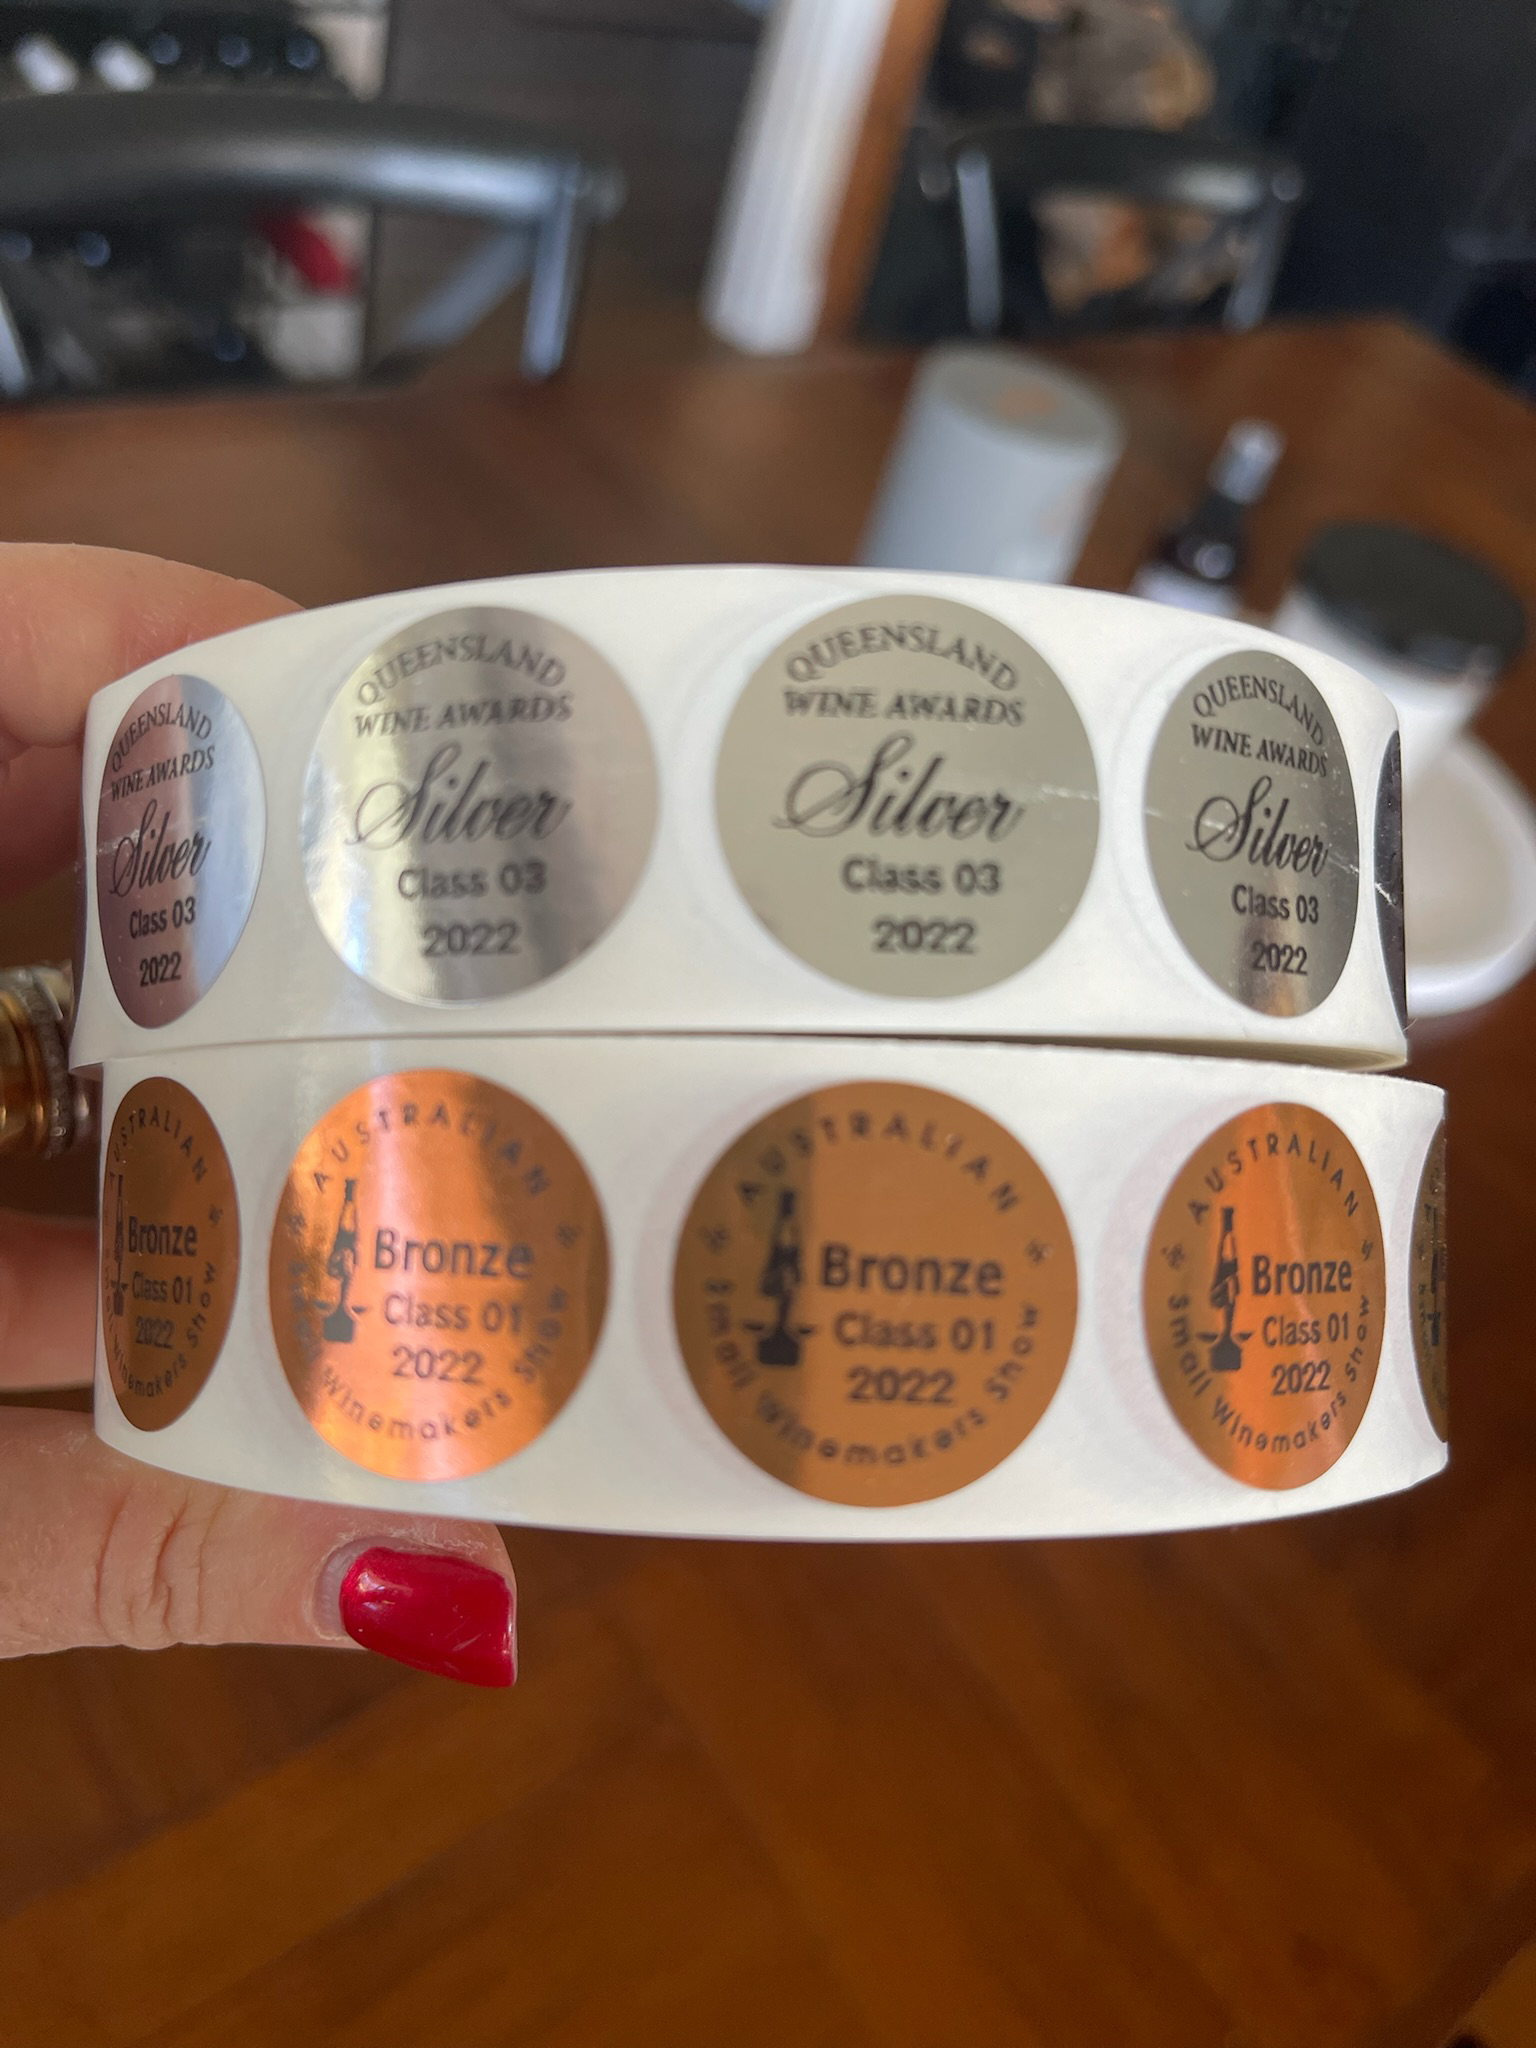 QUEENSLAND
WINE AWARDS
Silver
Class 03
2022
QUEENSLAND
WINE AWARDS
Silver
Class 03
2022
QUEENSLAND
WINE AWARDS
Silver
Class 03
2022
QUEENSLAND
WINE AWARDS
Silver
Class 03
2022
AUSTRALIAN
Bronze
Class 01
2022
Winemakers Show
AUSTRALIAN
Bronze
Class 01
2022
Small Winemakers Show
AUSTRALIAN
Bronze
Class 01
2022
Small Winemakers Show
AUSTRALIAN
Bronze
Class 01
2022
Small Winemakers Show